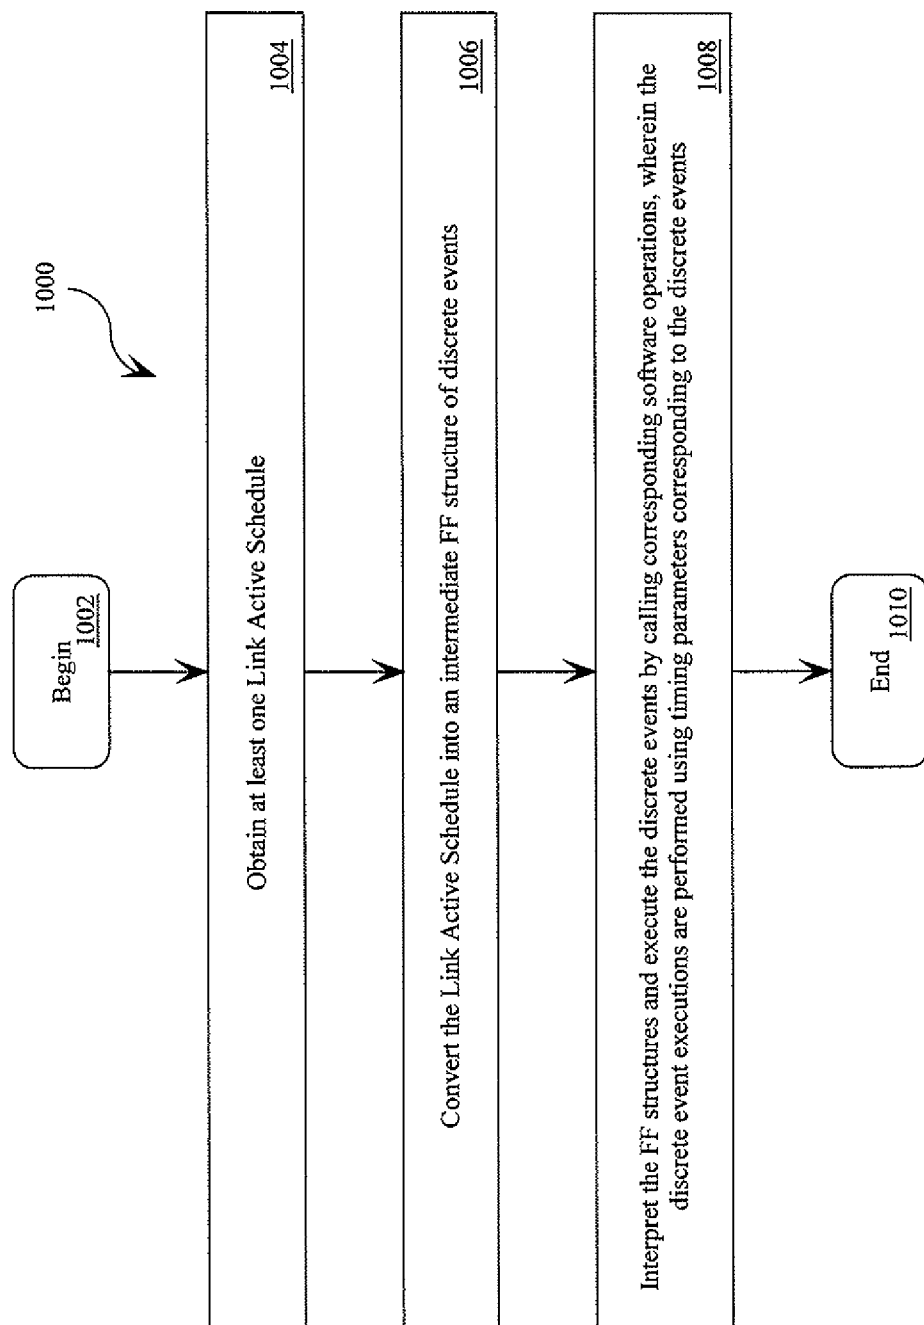 1000
Begin
1002
Obtain at least one Link Active Schedule
1004
Convert the Link Active Schedule into an intermediate FF structure of discrete events
1006
Interpret the FF structures and execute the discrete events by calling corresponding software operations, wherein the
discrete event executions are performed using timing parameters corresponding to the discrete events
1008
End
1010